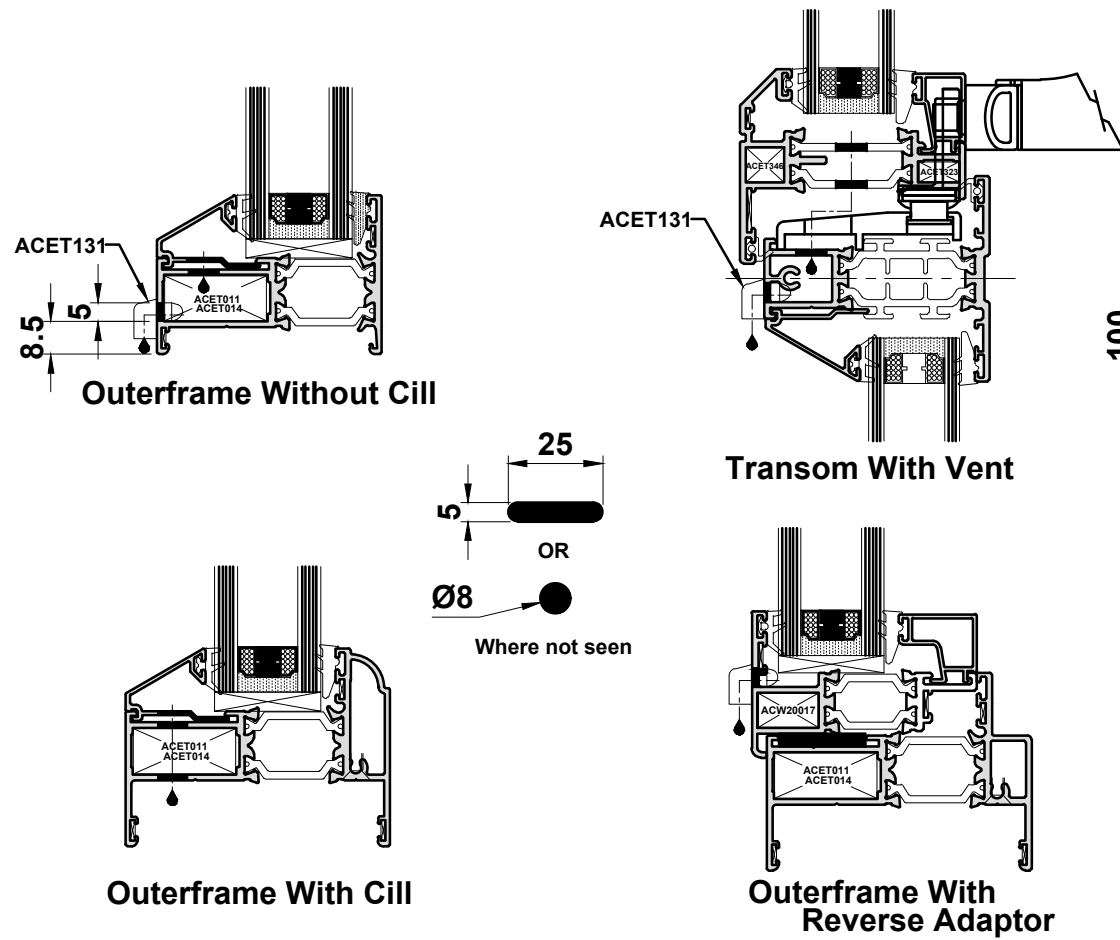 ACET131
5
8.5
ACET011
ACET014
Outerframe Without Cill
ACET346
ACET323
ACET131
100
Transom With Vent
25
5
OR
Ø8
Where not seen
ACET011
ACET014
Outerframe With Cill
ACW20017
ACET011
ACET014
Outerframe With
Reverse Adaptor